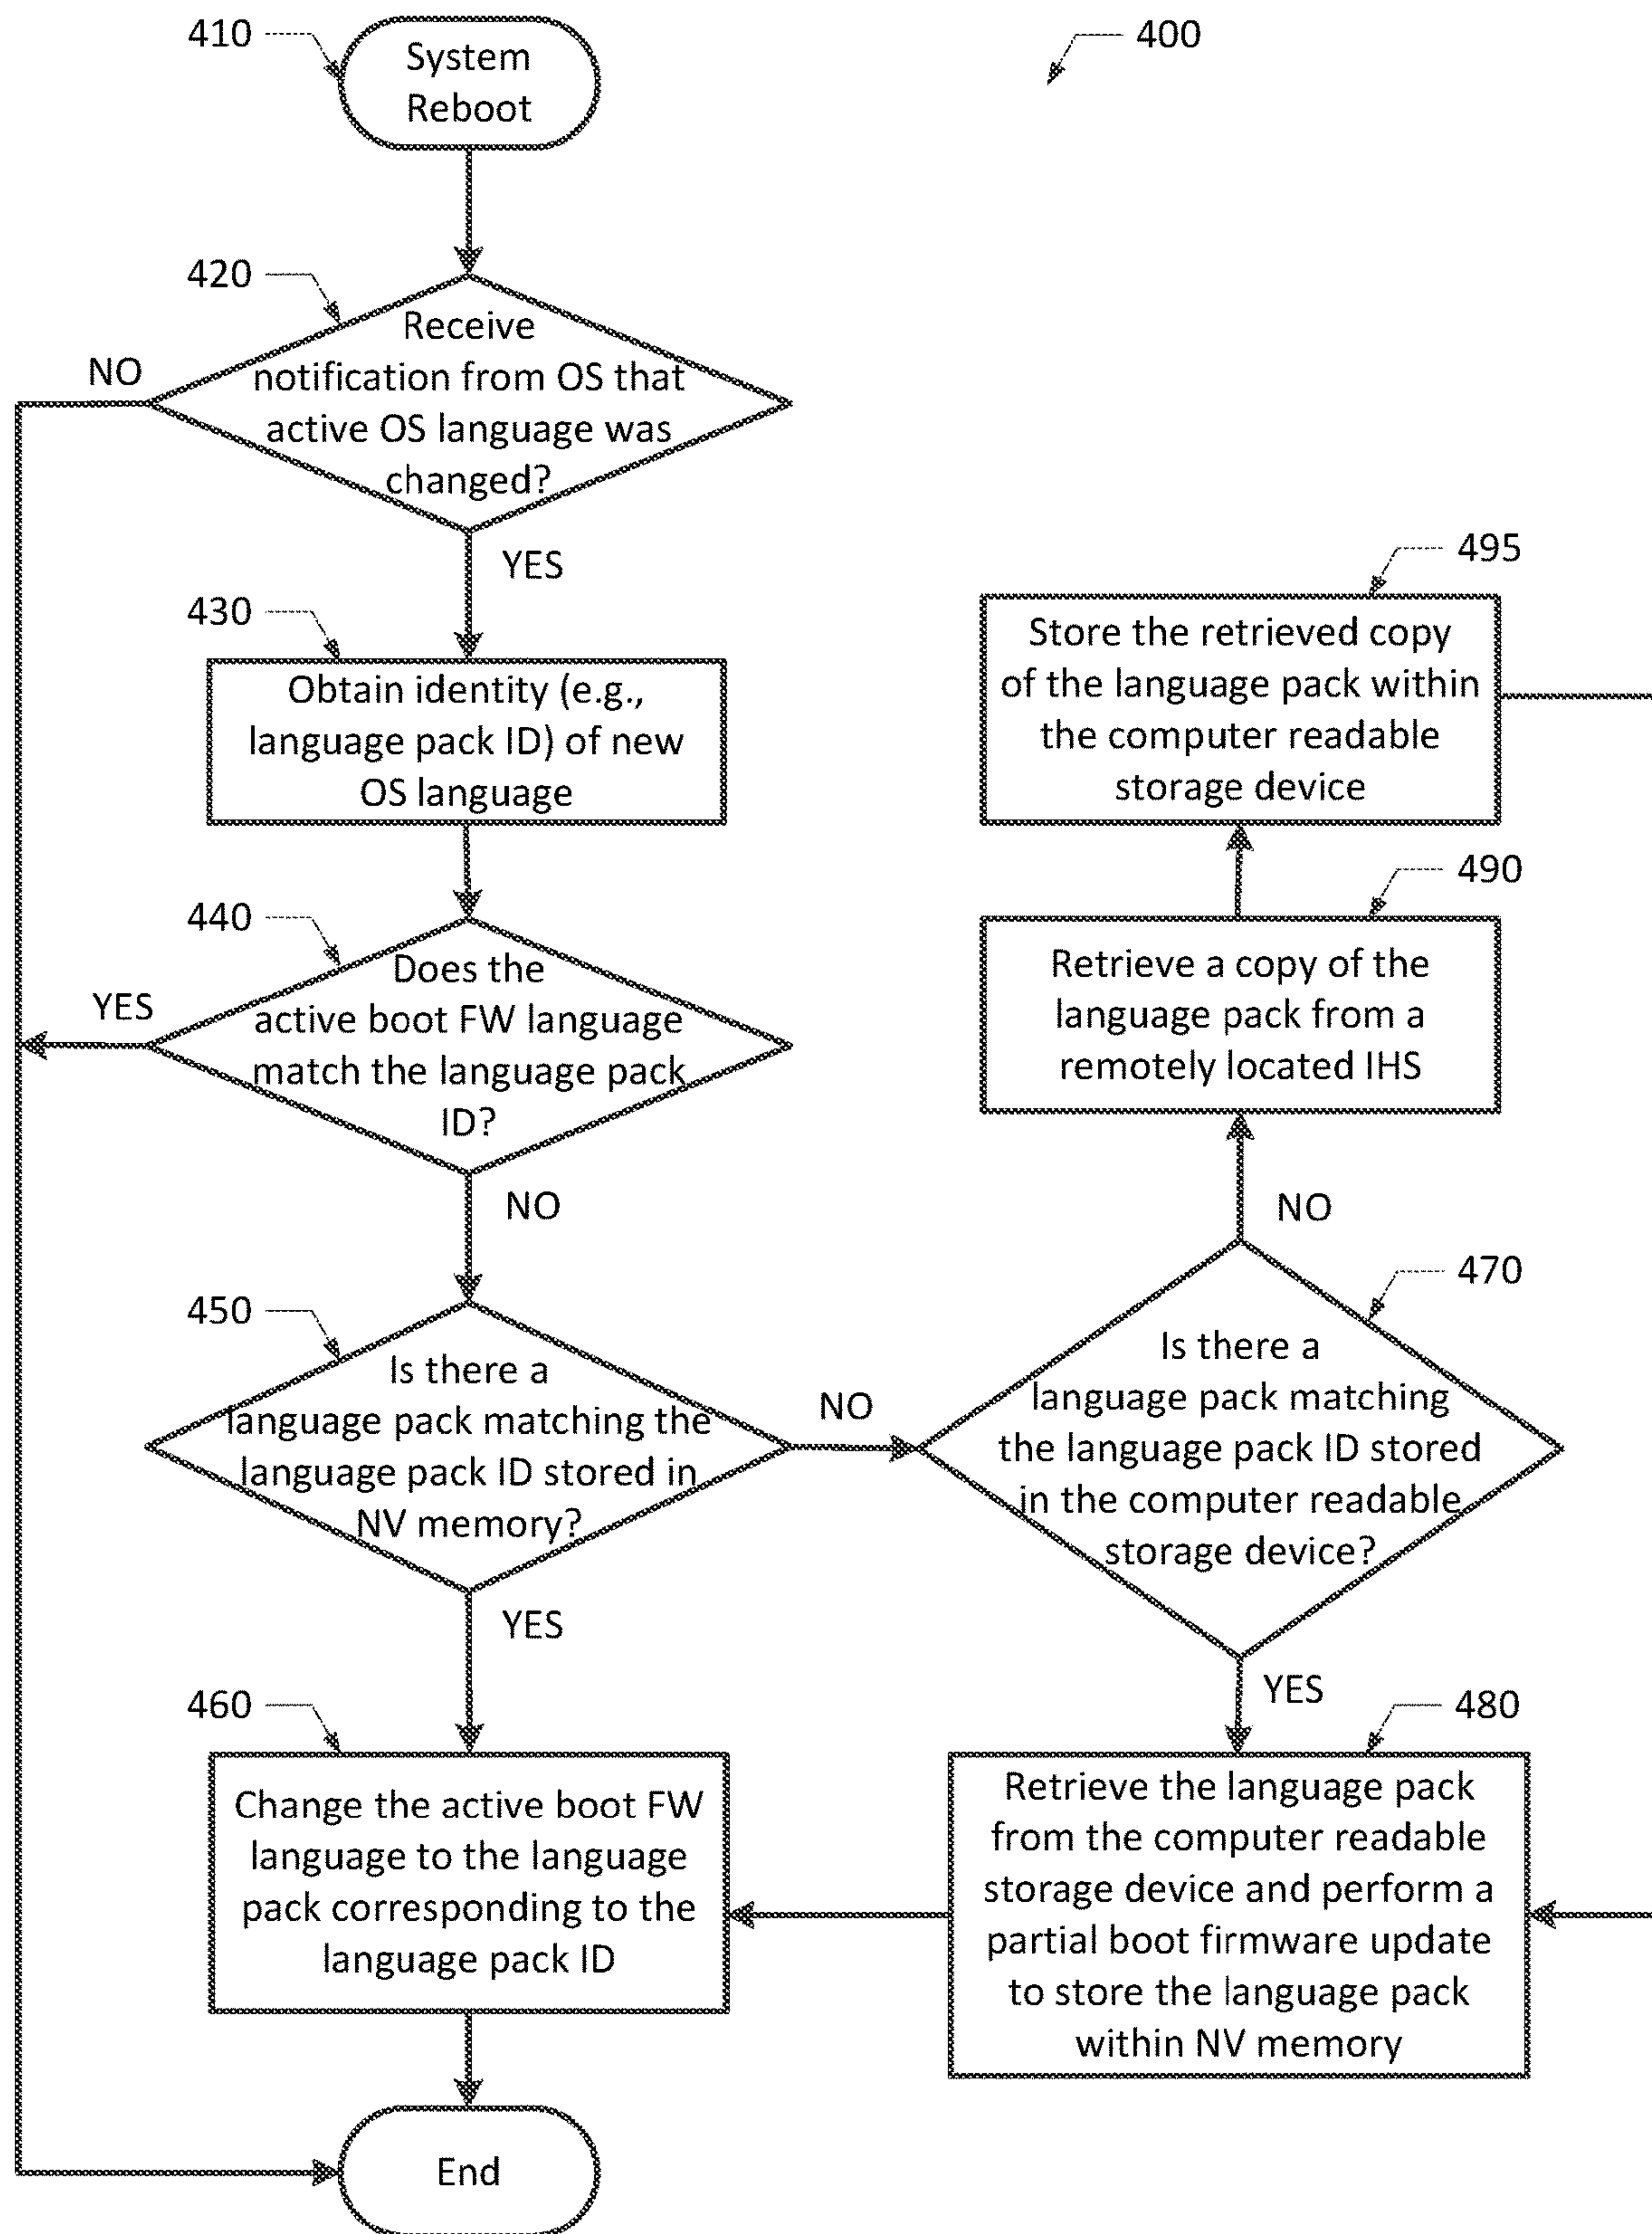 410
System
Reboot
400
420
Receive
notification from OS that
active OS language was
changed?
NO
YES
430
Obtain identity (e.g.,
language pack ID) of new
OS language
440
Does the
active boot FW language
match the language pack
ID?
YES
NO
450
Is there a
language pack matching the
language pack ID stored in
NV memory?
NO
YES
460
Change the active boot FW
language to the language
pack corresponding to the
language pack ID
End
495
Store the retrieved copy
of the language pack within
the computer readable
storage device
490
Retrieve a copy of the
language pack from a
remotely located IHS
NO
470
Is there a
language pack matching
the language pack ID stored
in the computer readable
storage device?
YES
480
Retrieve the language pack
from the computer readable
storage device and perform a
partial boot firmware update
to store the language pack
within NV memory